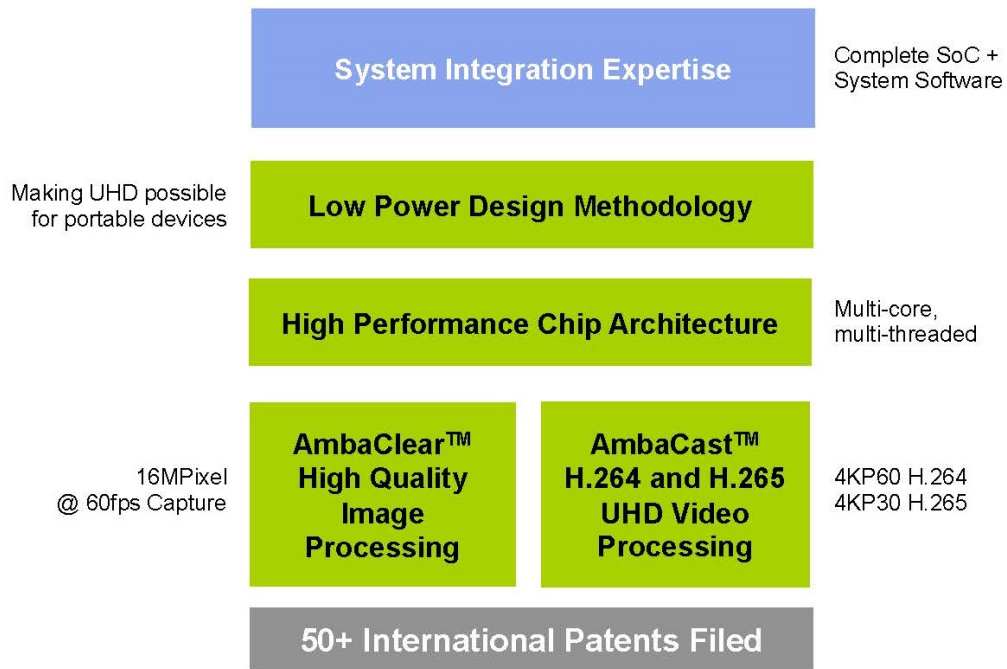 System Integration Expertise
Complete SoC +
System Software
Making UHD possible
for portable devices
Low Power Design Methodology
High Performance Chip Architecture
Multi-core,
multi-threaded
16MPixel
@ 60fps Capture
AmbaClear™
High Quality
Image
Processing
AmbaCast™
H.264 and H.265
UHD Video
Processing
4KP60 H.264
4KP30 H.265
50+ International Patents Filed